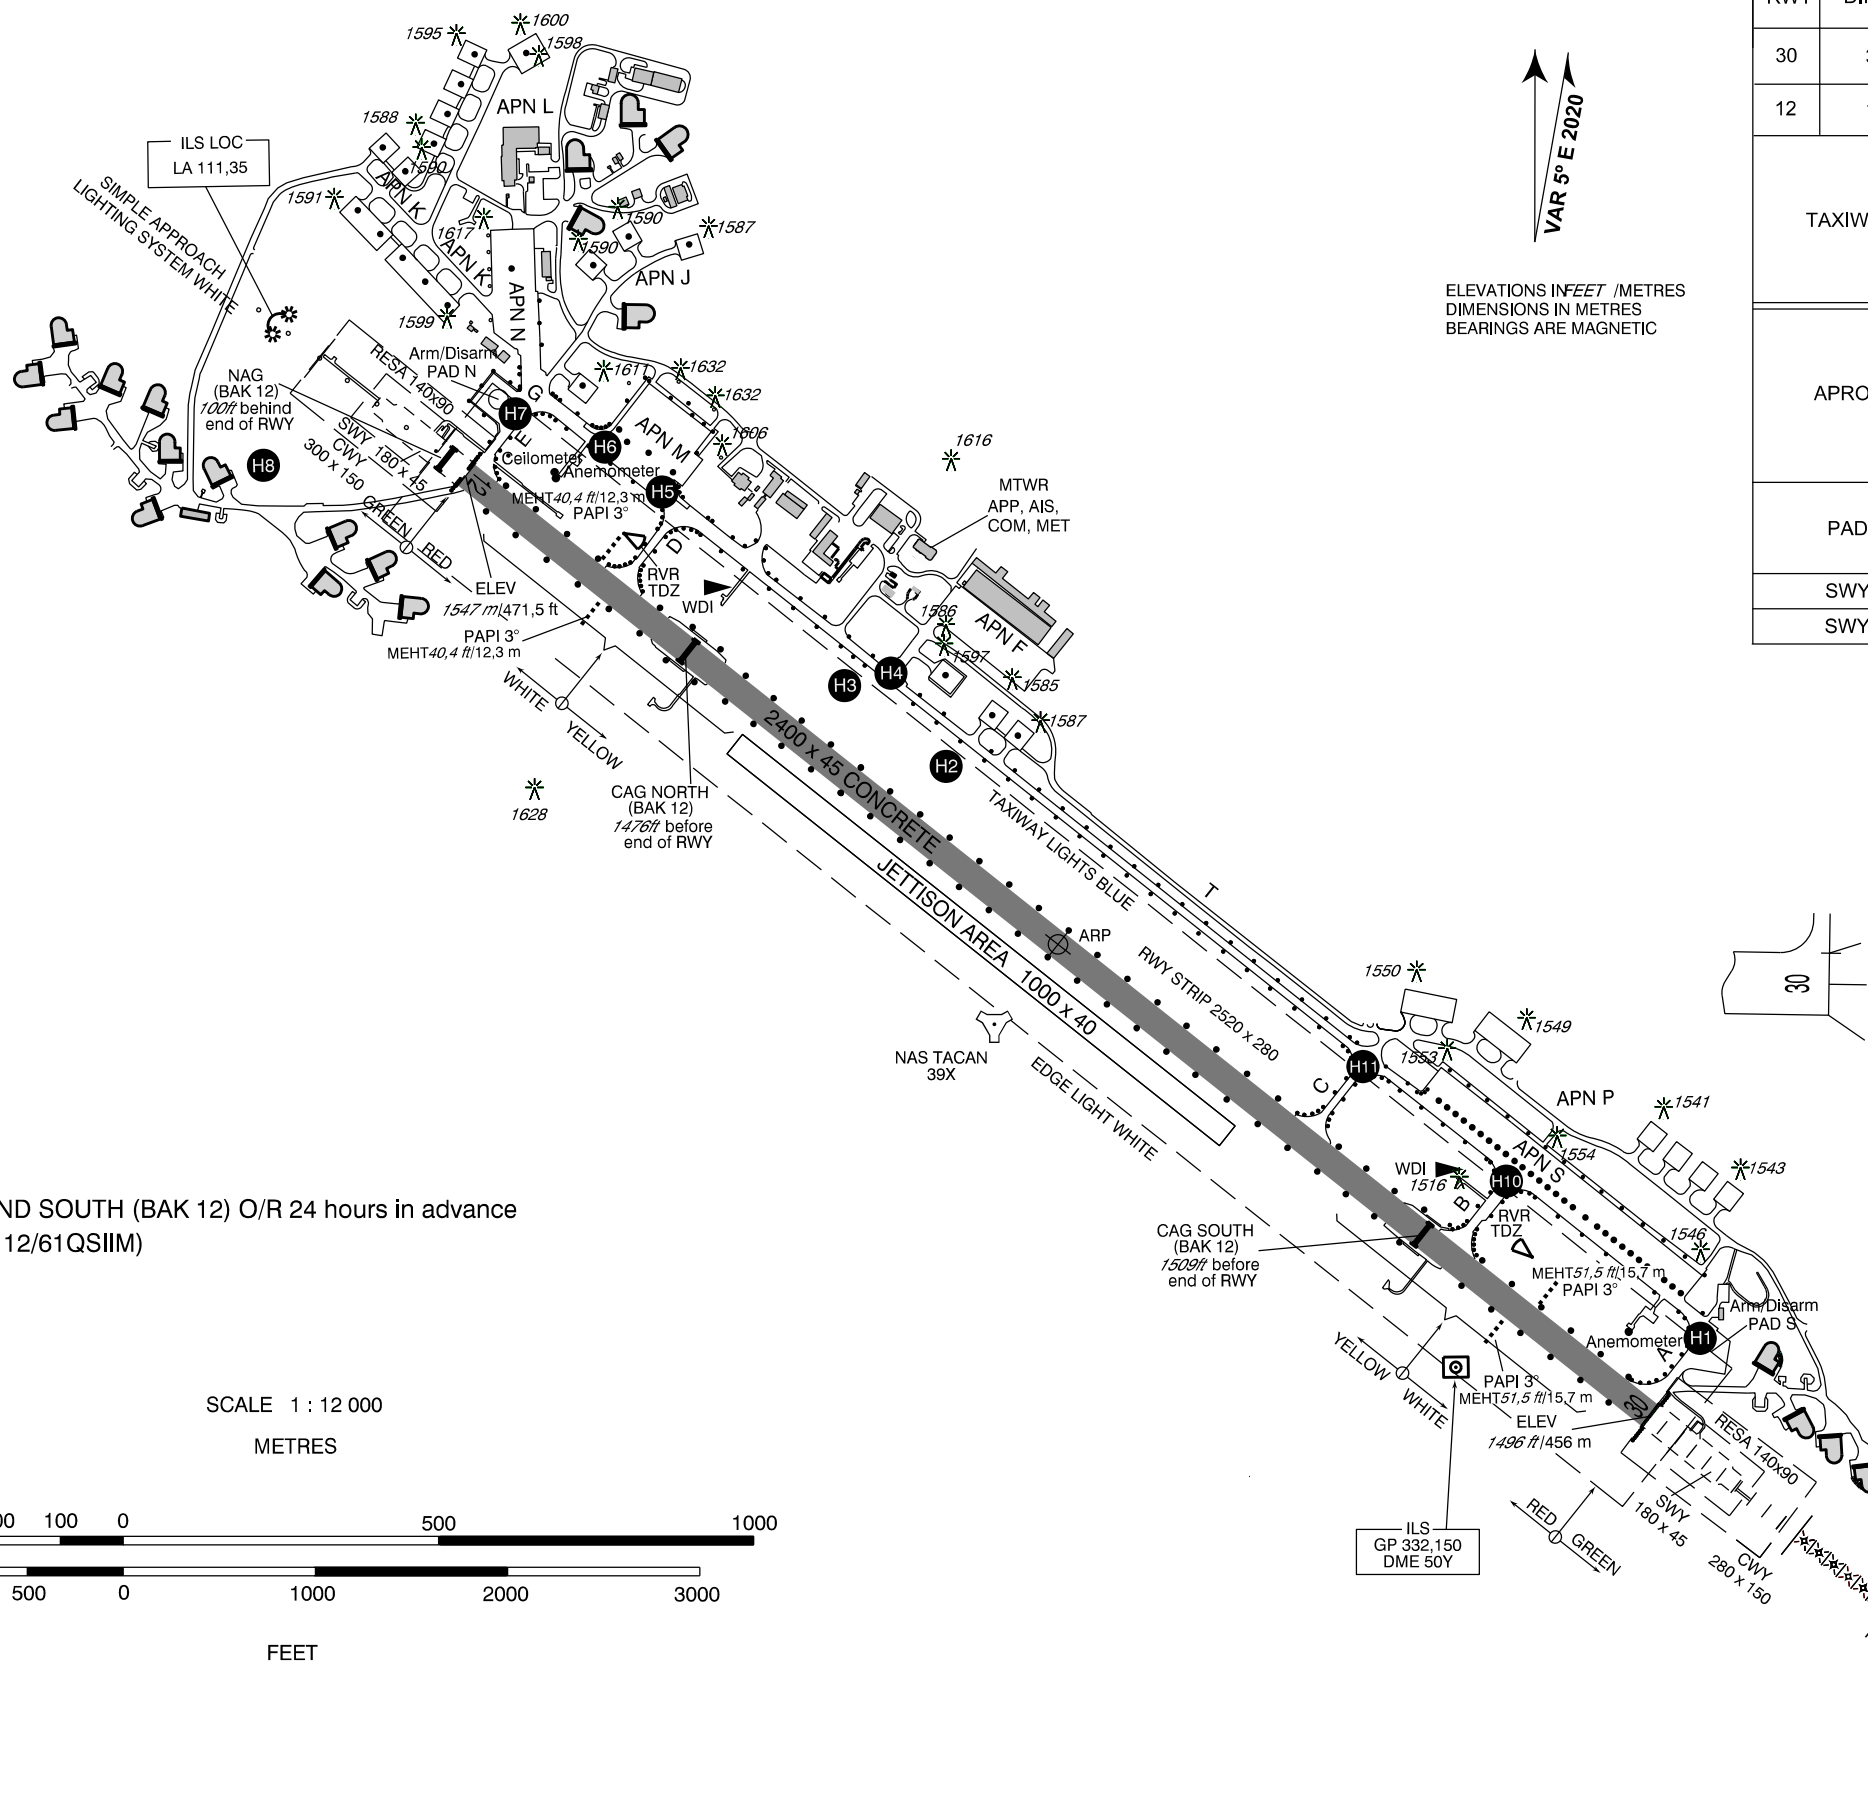 1595
1600
1598
APN L
1588
1590
ILS LOC
LA 111,35
SIMPLE APPROACH
LIGHTING SYSTEM WHITE
1591
APN K
1617
APN K
1590
1590
1587
APN J
APN N
1599
RESA 140x90
Arm/Disarm
PAD N
NAG
(BAK 12)
100ft behind
end of RWY
SWY
180 x 45
CWY
300 x 150
H8
GREEN
RED
H7
G
E
H6
1611
1632
1632
1606
APN M
Ceilometer
Anemometer
MEHT40,4 ft/12,3 m
PAPI 3°
H5
12
D
RVR
TDZ
WDI
ELEV
1547 m/471,5 ft
PAPI 3°
MEHT40,4 ft/12,3 m
WHITE
YELLOW
1628
CAG NORTH
(BAK 12)
1476ft before
end of RWY
1616
MTWR
APP, AIS,
COM, MET
1586
1597
APN F
1585
1587
H3
H4
H2
2400 x 45 CONCRETE
TAXIWAY LIGHTS BLUE
JETTISON AREA 1000 x 40
ARP
T
RWY STRIP 2520 x 280
NAS TACAN
39X
EDGE LIGHT WHITE
VAR 5° E 2020
ELEVATIONS IN FEET /METRES
DIMENSIONS IN METRES
BEARINGS ARE MAGNETIC
30
12
TAXIW
APRO
PAD
SWY
SWY
30
1550
1549
1553
H11
C
APN P
1541
1554
1543
APN S
WDI
1516
B
H10
RVR
TDZ
1546
CAG SOUTH
(BAK 12)
1509ft before
end of RWY
MEHT51,5 ft/15,7 m
PAPI 3°
Arm/Disarm
PAD S
Anemometer
H1
A
YELLOW
WHITE
PAPI 3°
MEHT51,5 ft/15,7 m
ELEV
1496 ft/456 m
30
RESA 140x90
SWY
180 x 45
CWY
280 x 150
RED
GREEN
ILS
GP 332,150
DME 50Y
ND SOUTH (BAK 12) O/R 24 hours in advance
12/61QSIIM)
SCALE 1 : 12 000
METRES
00 100 0 500 1000
500 0 1000 2000 3000
FEET